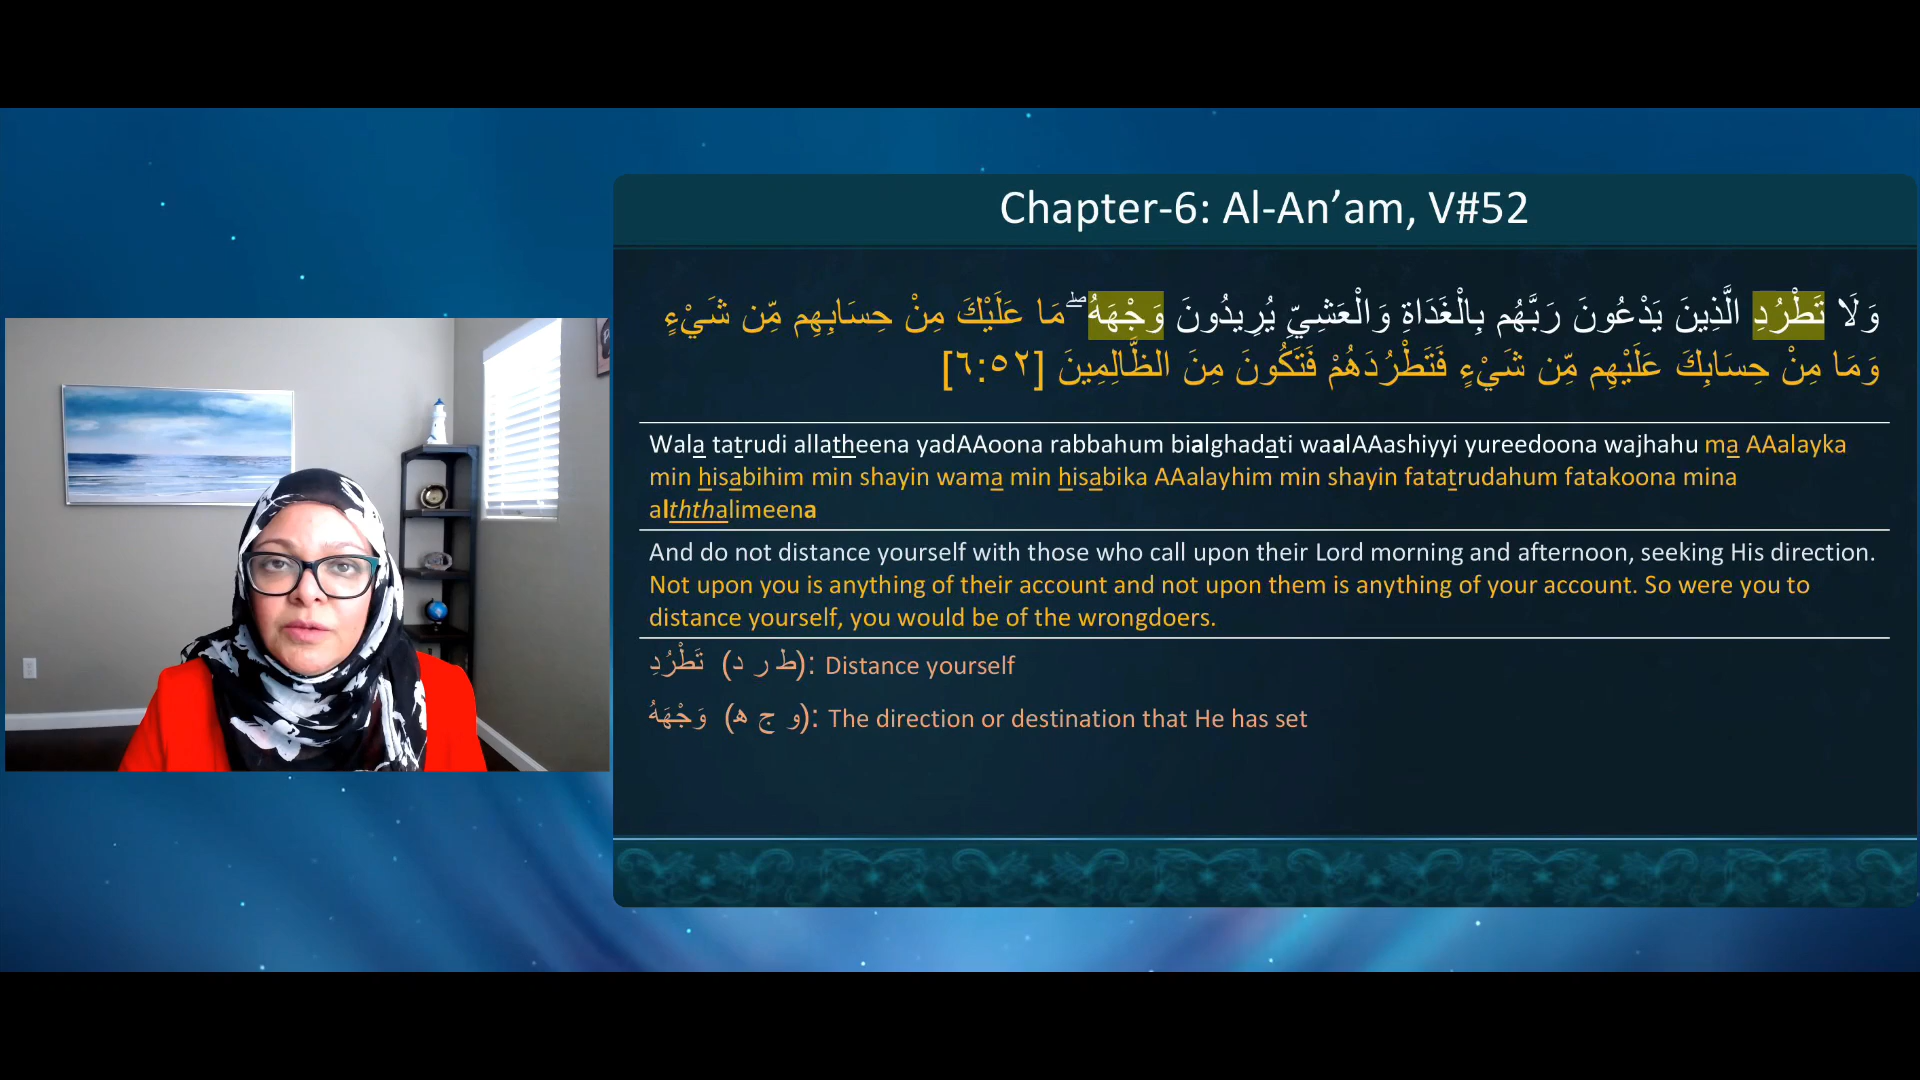 Chapter-6: Al-An’am, V#52
وَلَا تَطْرُدِ الَّذِينَ يَدْعُونَ رَبَّهُم بِالْغَدَاةِ وَالْعَشِيِّ يُرِيدُونَ وَجْهَهُ ۖ مَا عَلَيْكَ مِنْ حِسَابِهِم مِّن شَيْءٍ
وَمَا مِنْ حِسَابِكَ عَلَيْهِم مِّن شَيْءٍ فَتَطْرُدَهُمْ فَتَكُونَ مِنَ الظَّالِمِينَ [٦:٥٢]
Wala tatrudi allatheena yadAAoona rabbahum bialghadati waalAAashiyyi yureedoona wajhahu ma AAalayka
min hisabihim min shayin wama min hisabika AAalayhim min shayin fatatrudahum fatakoona mina
alththalimeena
And do not distance yourself with those who call upon their Lord morning and afternoon, seeking His direction.
Not upon you is anything of their account and not upon them is anything of your account. So were you to
distance yourself, you would be of the wrongdoers.
تَطْرُدِ (ط ر د): Distance yourself
وَجْهَهُ (و ج ه): The direction or destination that He has set